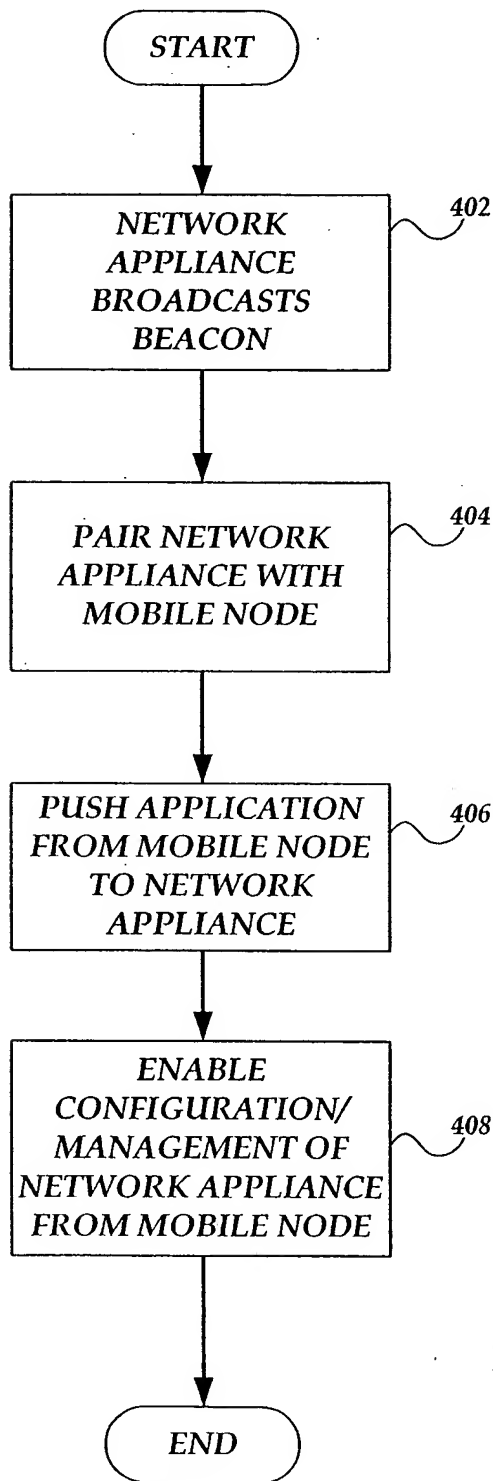 START
NETWORK
APPLIANCE
BROADCASTS
BEACON
402
PAIR NETWORK
APPLIANCE WITH
MOBILE NODE
404
PUSH APPLICATION
FROM MOBILE NODE
TO NETWORK
APPLIANCE
406
ENABLE
CONFIGURATION/
MANAGEMENT OF
NETWORK APPLIANCE
FROM MOBILE NODE
408
END